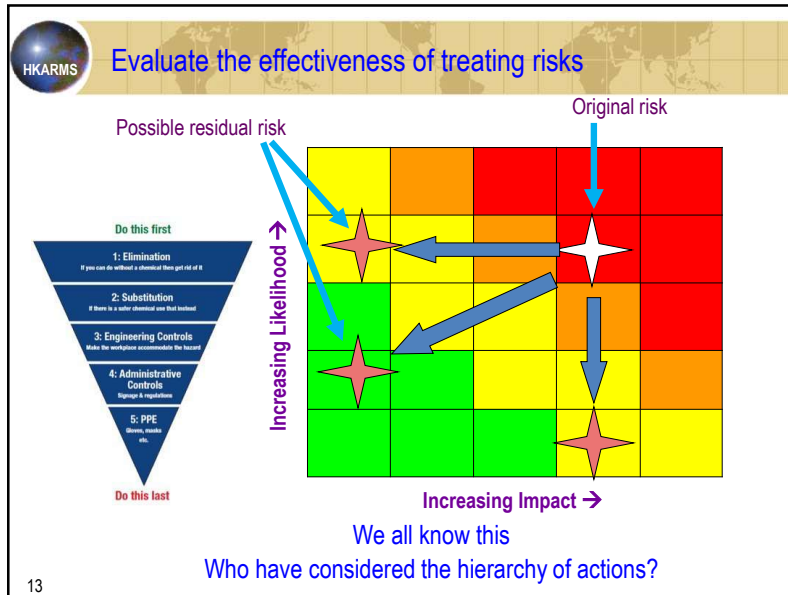 HKARMS
Evaluate the effectiveness of treating risks
Original risk
Possible residual risk
Do this first
1: Elimination
If you can do without a chemical then get rid of it
2: Substitution
If there is a safer chemical use that instead
3: Engineering Controls
Make the workplace accommodate the hazard
4: Administrative
Controls
Signage & regulations
5: PPE
Gloves, masks
etc.
Do this last
Increasing Likelihood →
Increasing Impact →
We all know this
Who have considered the hierarchy of actions?
13